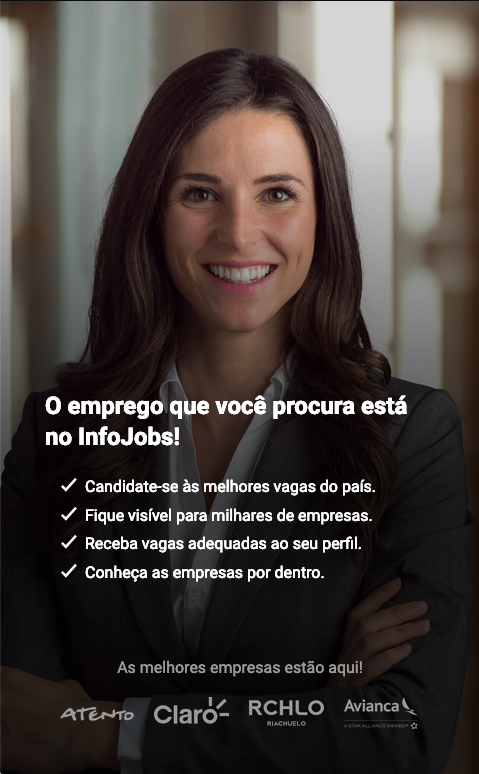 O emprego que você procura está
no InfoJobs!
Candidate-se às melhores vagas do país.
Fique visível para milhares de empresas.
Receba vagas adequadas ao seu perfil.
Conheça as empresas por dentro.
As melhores empresas estão aqui!
ATENTO Claro RCHLO Avianca
RIACHUELO A STAR ALLIANCE MEMBER